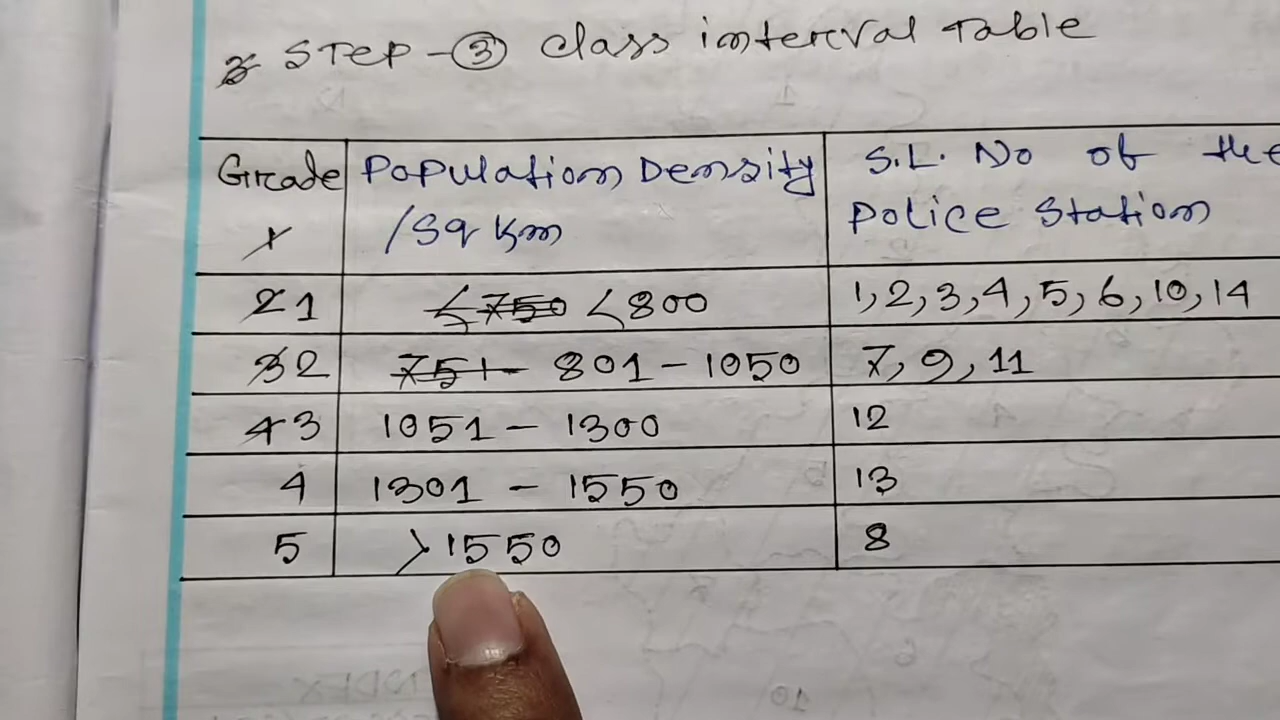 STEP - ③ Class interval Table
Grade Population Density /Sq Km S.L. No of the Police Station
1 <750 <800 1, 2, 3, 4, 5, 6, 10, 14
2 751- 801 - 1050 7, 9, 11
3 1051 - 1300 12
4 1301 - 1550 13
5 >1550 8